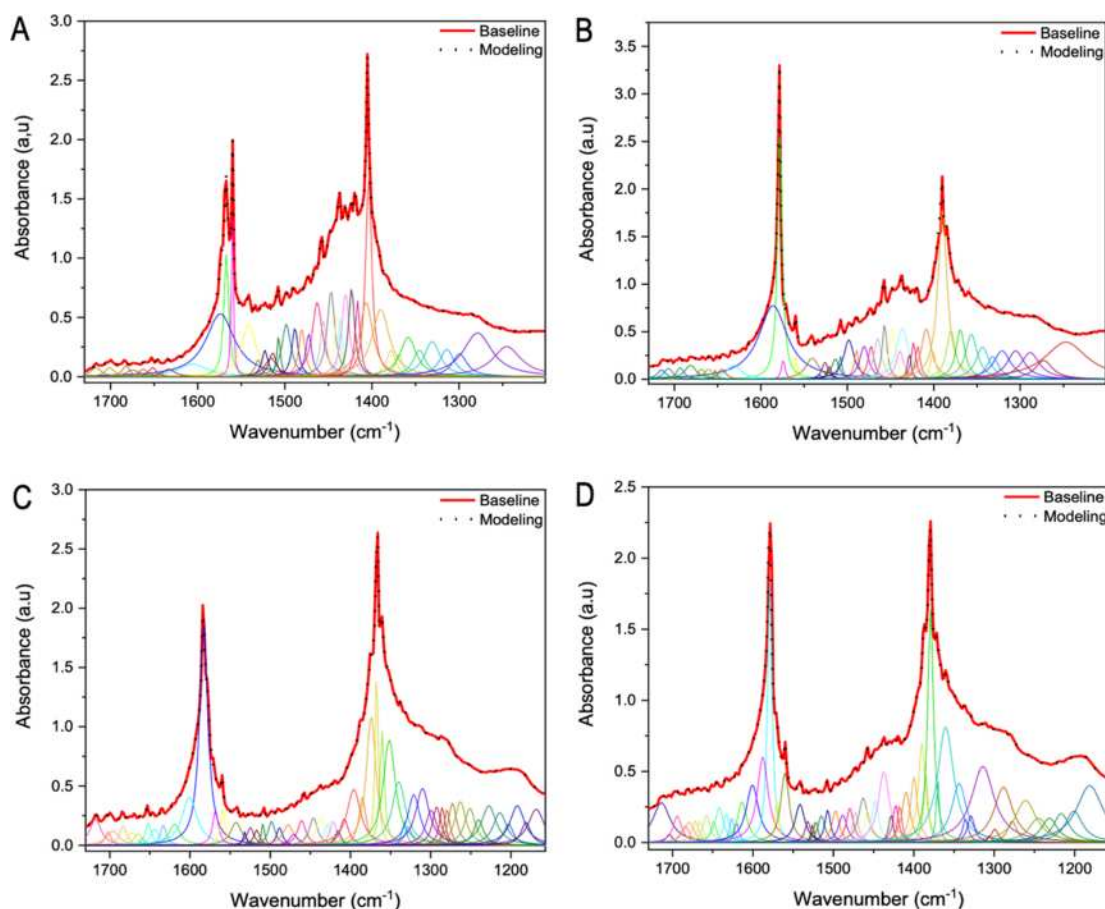 A
Baseline
Modeling
3.0
2.5
2.0
1.5
1.0
0.5
0.0
Absorbance (a,u)
1700 1600 1500 1400 1300
Wavenumber (cm-1)
B
Baseline
Modeling
3.5
3.0
2.5
2.0
1.5
1.0
0.5
0.0
Absorbance (a.u)
1700 1600 1500 1400 1300
Wavenumber (cm-1)
C
Baseline
Modeling
3.0
2.5
2.0
1.5
1.0
0.5
0.0
Absorbance (a.u)
1700 1600 1500 1400 1300 1200
Wavenumber (cm-1)
D
Baseline
Modeling
2.5
2.0
1.5
1.0
0.5
0.0
Absorbance (a.u)
1700 1600 1500 1400 1300 1200
Wavenumber (cm-1)